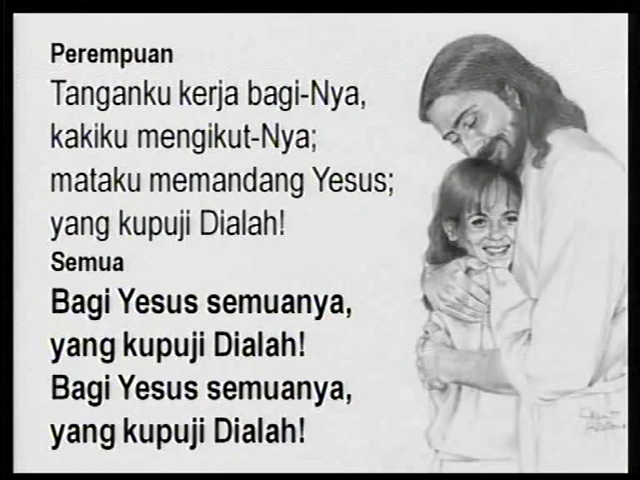 Perempuan
Tanganku kerja bagi-Nya,
kakiku mengikut-Nya;
mataku memandang Yesus;
yang kupuji Dialah!
Semua
Bagi Yesus semuanya,
yang kupuji Dialah!
Bagi Yesus semuanya,
yang kupuji Dialah!